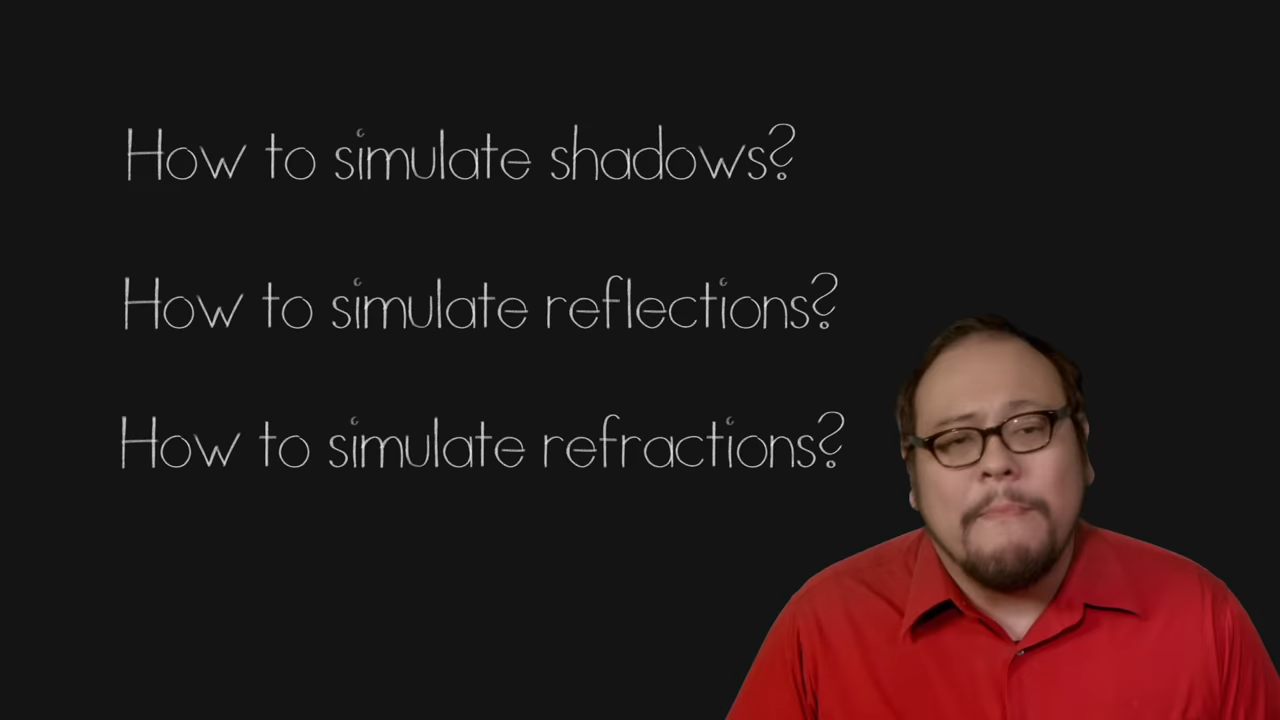 How to simulate shadows?
How to simulate reflections?
How to simulate refractions?